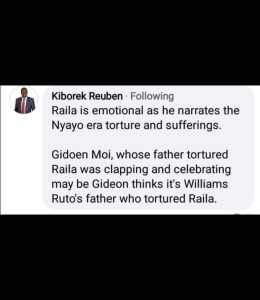 Kiborek Reuben · Following
Raila is emotional as he narrates the
Nyayo era torture and sufferings.
Gidoen Moi, whose father tortured
Raila was clapping and celebrating
may be Gideon thinks it's Williams
Ruto's father who tortured Raila.